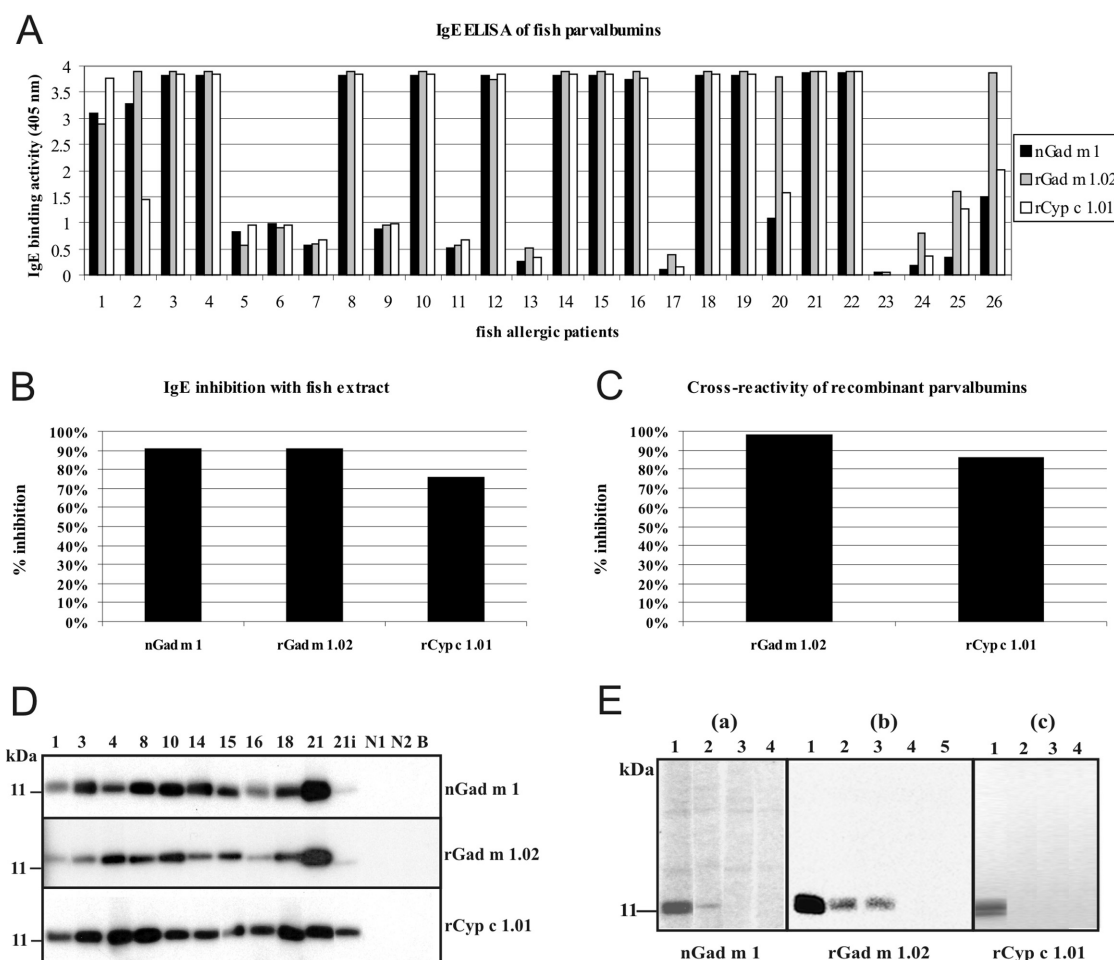 A
IgE ELISA of fish parvalbumins
IgE binding activity (405 nm)
4
3.5
3
2.5
2
1.5
1
0.5
0
1 2 3 4 5 6 7 8 9 10 11 12 13 14 15 16 17 18 19 20 21 22 23 24 25 26
fish allergic patients
nGad m 1
rGad m 1.02
rCyp c 1.01
B
IgE inhibition with fish extract
% inhibition
100%
90%
80%
70%
60%
50%
40%
30%
20%
10%
0%
nGad m 1 rGad m 1.02 rCyp c 1.01
C
Cross-reactivity of recombinant parvalbumins
% inhibition
100%
90%
80%
70%
60%
50%
40%
30%
20%
10%
0%
rGad m 1.02 rCyp c 1.01
D
1 3 4 8 10 14 15 16 18 21 21i N1 N2 B
kDa
11 nGad m 1
11 rGad m 1.02
11 rCyp c 1.01
E
(a) (b) (c)
1 2 3 4 1 2 3 4 5 1 2 3 4
kDa
11
nGad m 1 rGad m 1.02 rCyp c 1.01